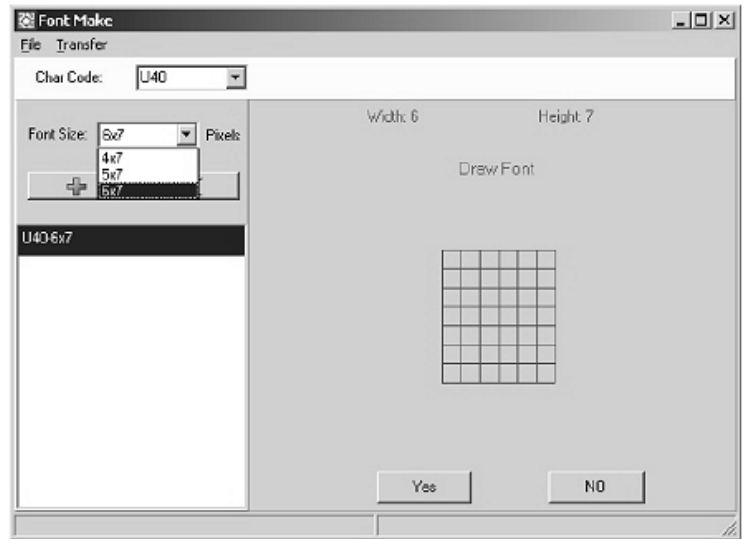 Font Make
File Transfer
Char Code: U40
Font Size: 6x7 Pixels
4x7
5x7
6x7
U40-6x7
Width: 6 Height: 7
Draw Font
Yes NO